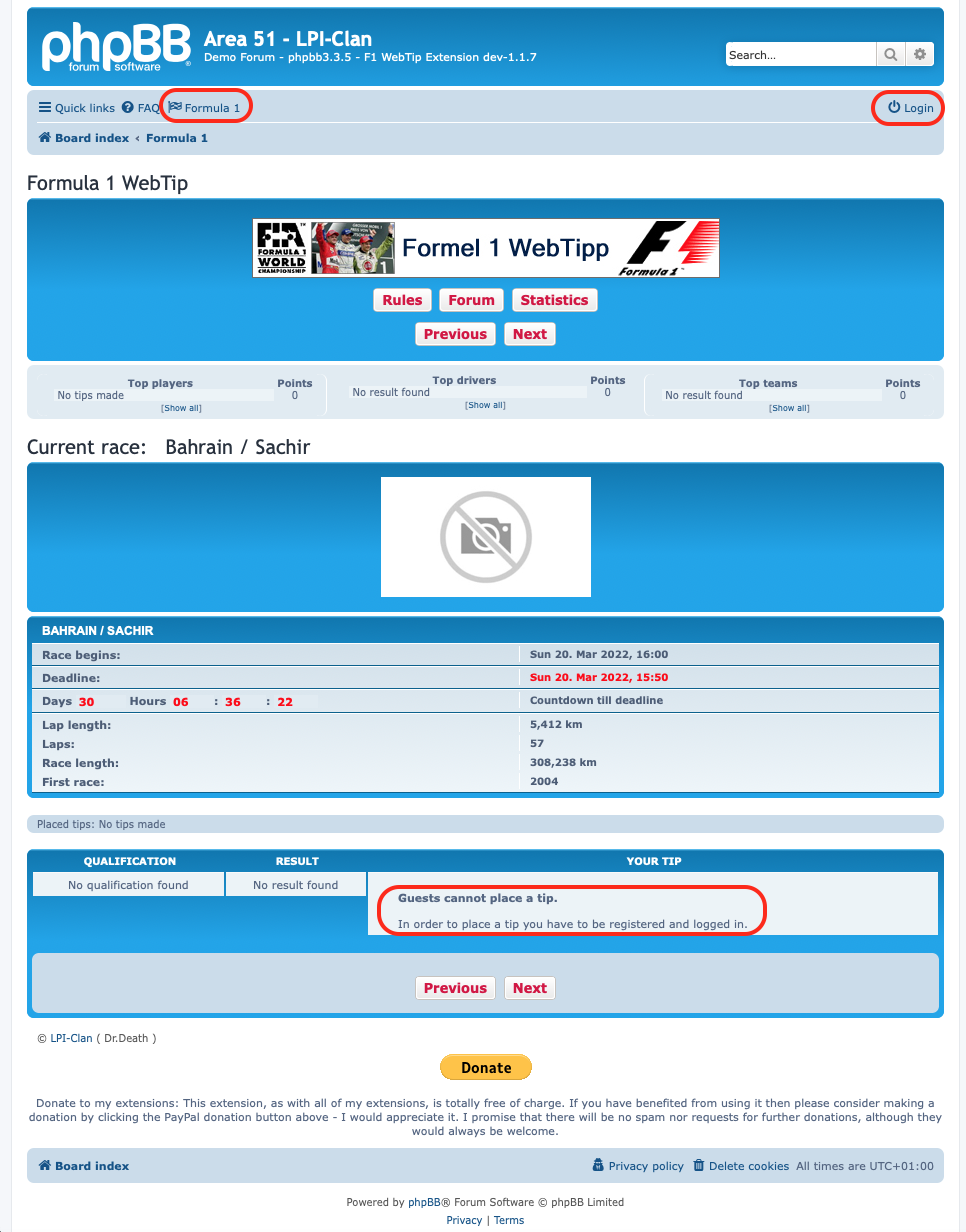 phpBB®
forum software
Area 51 - LPI-Clan
Demo Forum - phpbb3.3.5 - F1 WebTip Extension dev-1.1.7
Search...
Quick links FAQ Formula 1 Login
Board index ‹ Formula 1
Formula 1 WebTip
FIA™
FORMULA 1
WORLD
CHAMPIONSHIP
1
Formel 1 WebTipp
Formula 1™
Rules Forum Statistics
Previous Next
Top players Points
No tips made 0
[Show all]
Top drivers Points
No result found 0
[Show all]
Top teams Points
No result found 0
[Show all]
Current race: Bahrain / Sachir
BAHRAIN / SACHIR
Race begins: Sun 20. Mar 2022, 16:00
Deadline: Sun 20. Mar 2022, 15:50
Days 30 Hours 06 : 36 : 22 Countdown till deadline
Lap length: 5,412 km
Laps: 57
Race length: 308,238 km
First race: 2004
Placed tips: No tips made
QUALIFICATION RESULT YOUR TIP
No qualification found No result found
Guests cannot place a tip.
In order to place a tip you have to be registered and logged in.
Previous Next
© LPI-Clan ( Dr.Death )
Donate
Donate to my extensions: This extension, as with all of my extensions, is totally free of charge. If you have benefited from using it then please consider making a
donation by clicking the PayPal donation button above - I would appreciate it. I promise that there will be no spam nor requests for further donations, although they
would always be welcome.
Board index Privacy policy Delete cookies All times are UTC+01:00
Powered by phpBB® Forum Software © phpBB Limited
Privacy | Terms